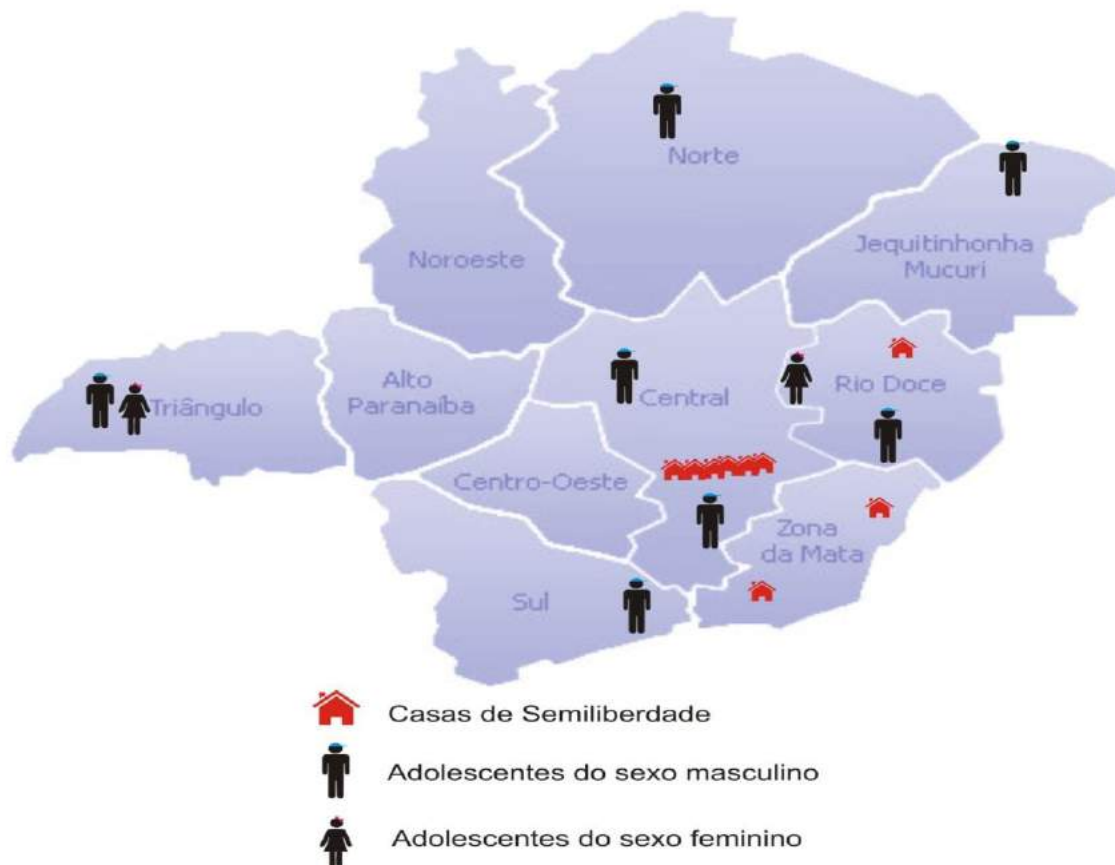 Norte
Jequitinhonha
Mucuri
Noroeste
Alto
Paranaíba
Triângulo
Central
Rio Doce
Centro-Oeste
Zona
da Mata
Sul
Casas de Semiliberdade
Adolescentes do sexo masculino
Adolescentes do sexo feminino